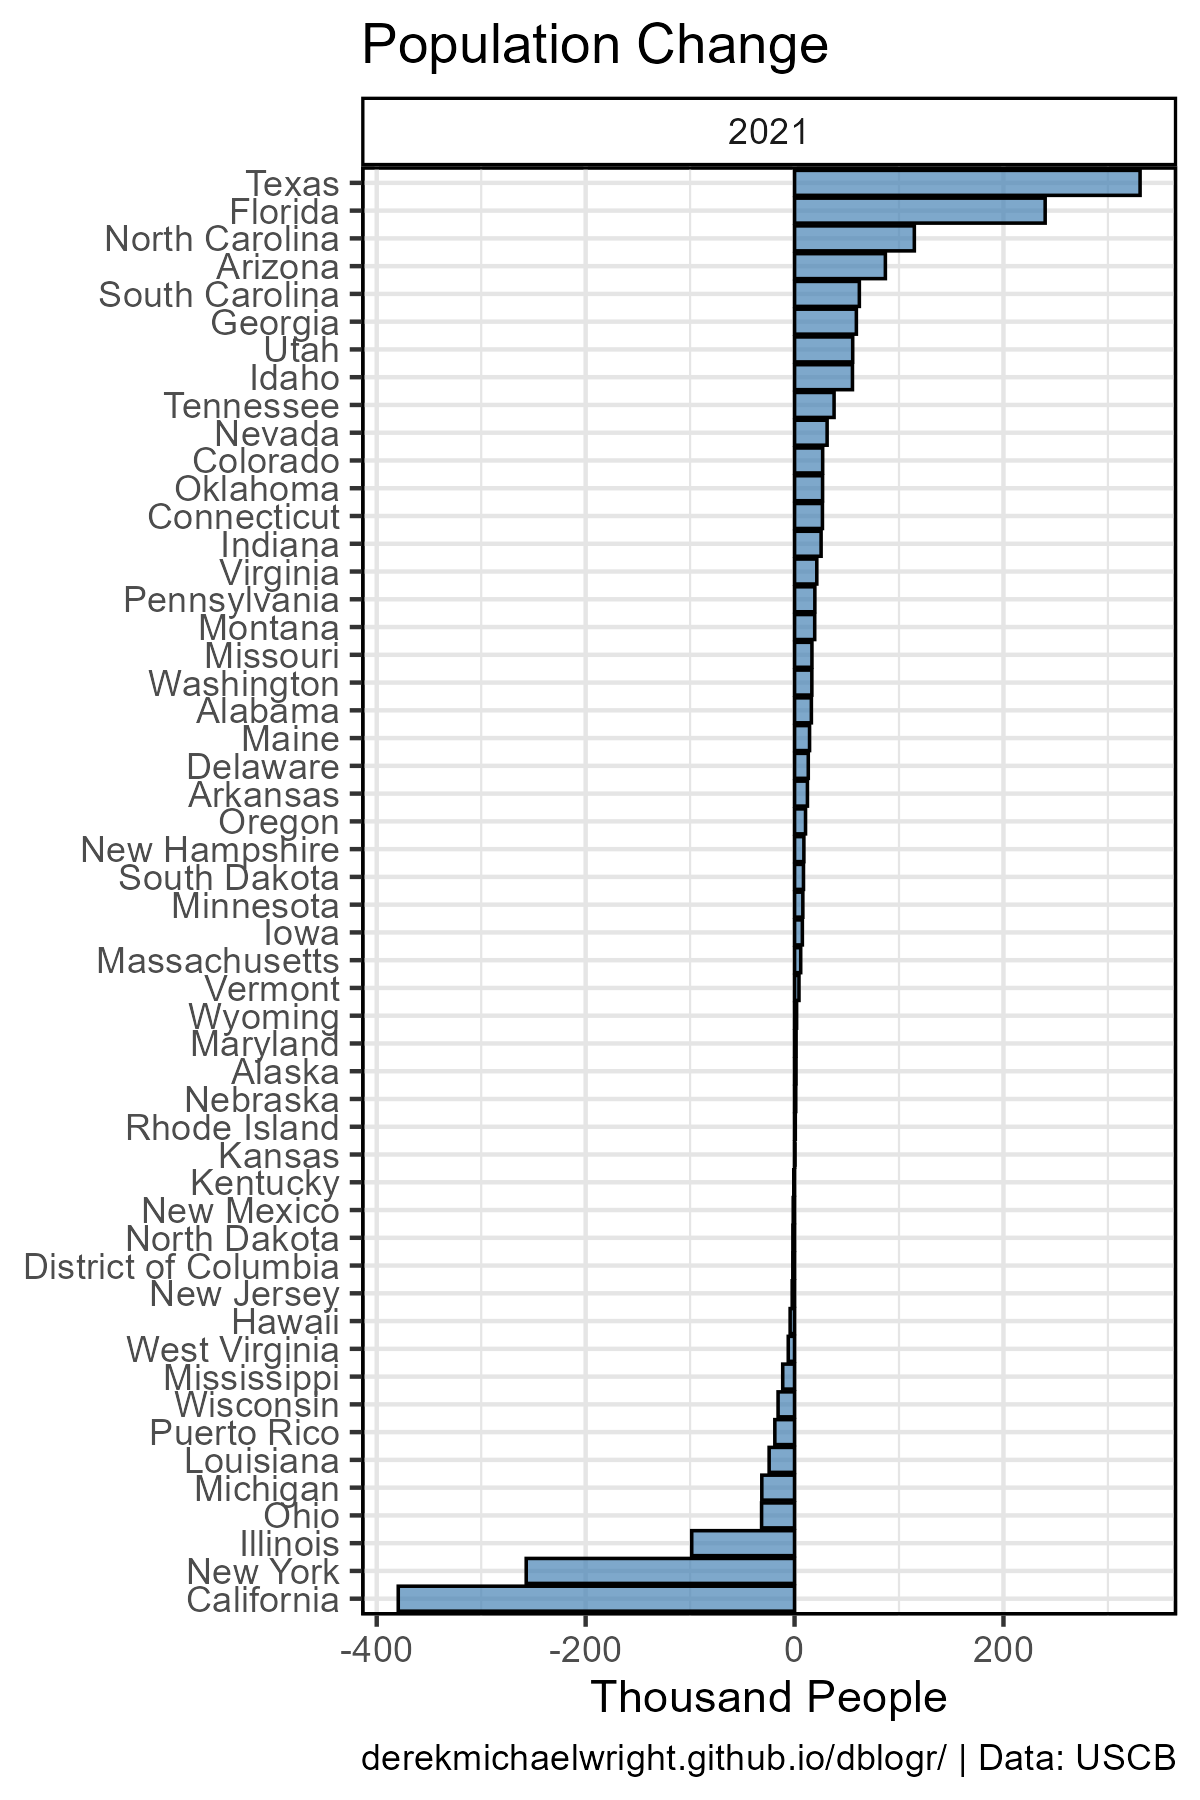 Population Change
2021
Texas
Florida
North Carolina
Arizona
South Carolina
Georgia
Utah
Idaho
Tennessee
Nevada
Colorado
Oklahoma
Connecticut
Indiana
Virginia
Pennsylvania
Montana
Missouri
Washington
Alabama
Maine
Delaware
Arkansas
Oregon
New Hampshire
South Dakota
Minnesota
Iowa
Massachusetts
Vermont
Wyoming
Maryland
Alaska
Nebraska
Rhode Island
Kansas
Kentucky
New Mexico
North Dakota
District of Columbia
New Jersey
Hawaii
West Virginia
Mississippi
Wisconsin
Puerto Rico
Louisiana
Michigan
Ohio
Illinois
New York
California
-400 -200 0 200
Thousand People
derekmichaelwright.github.io/dblogr/ | Data: USCB